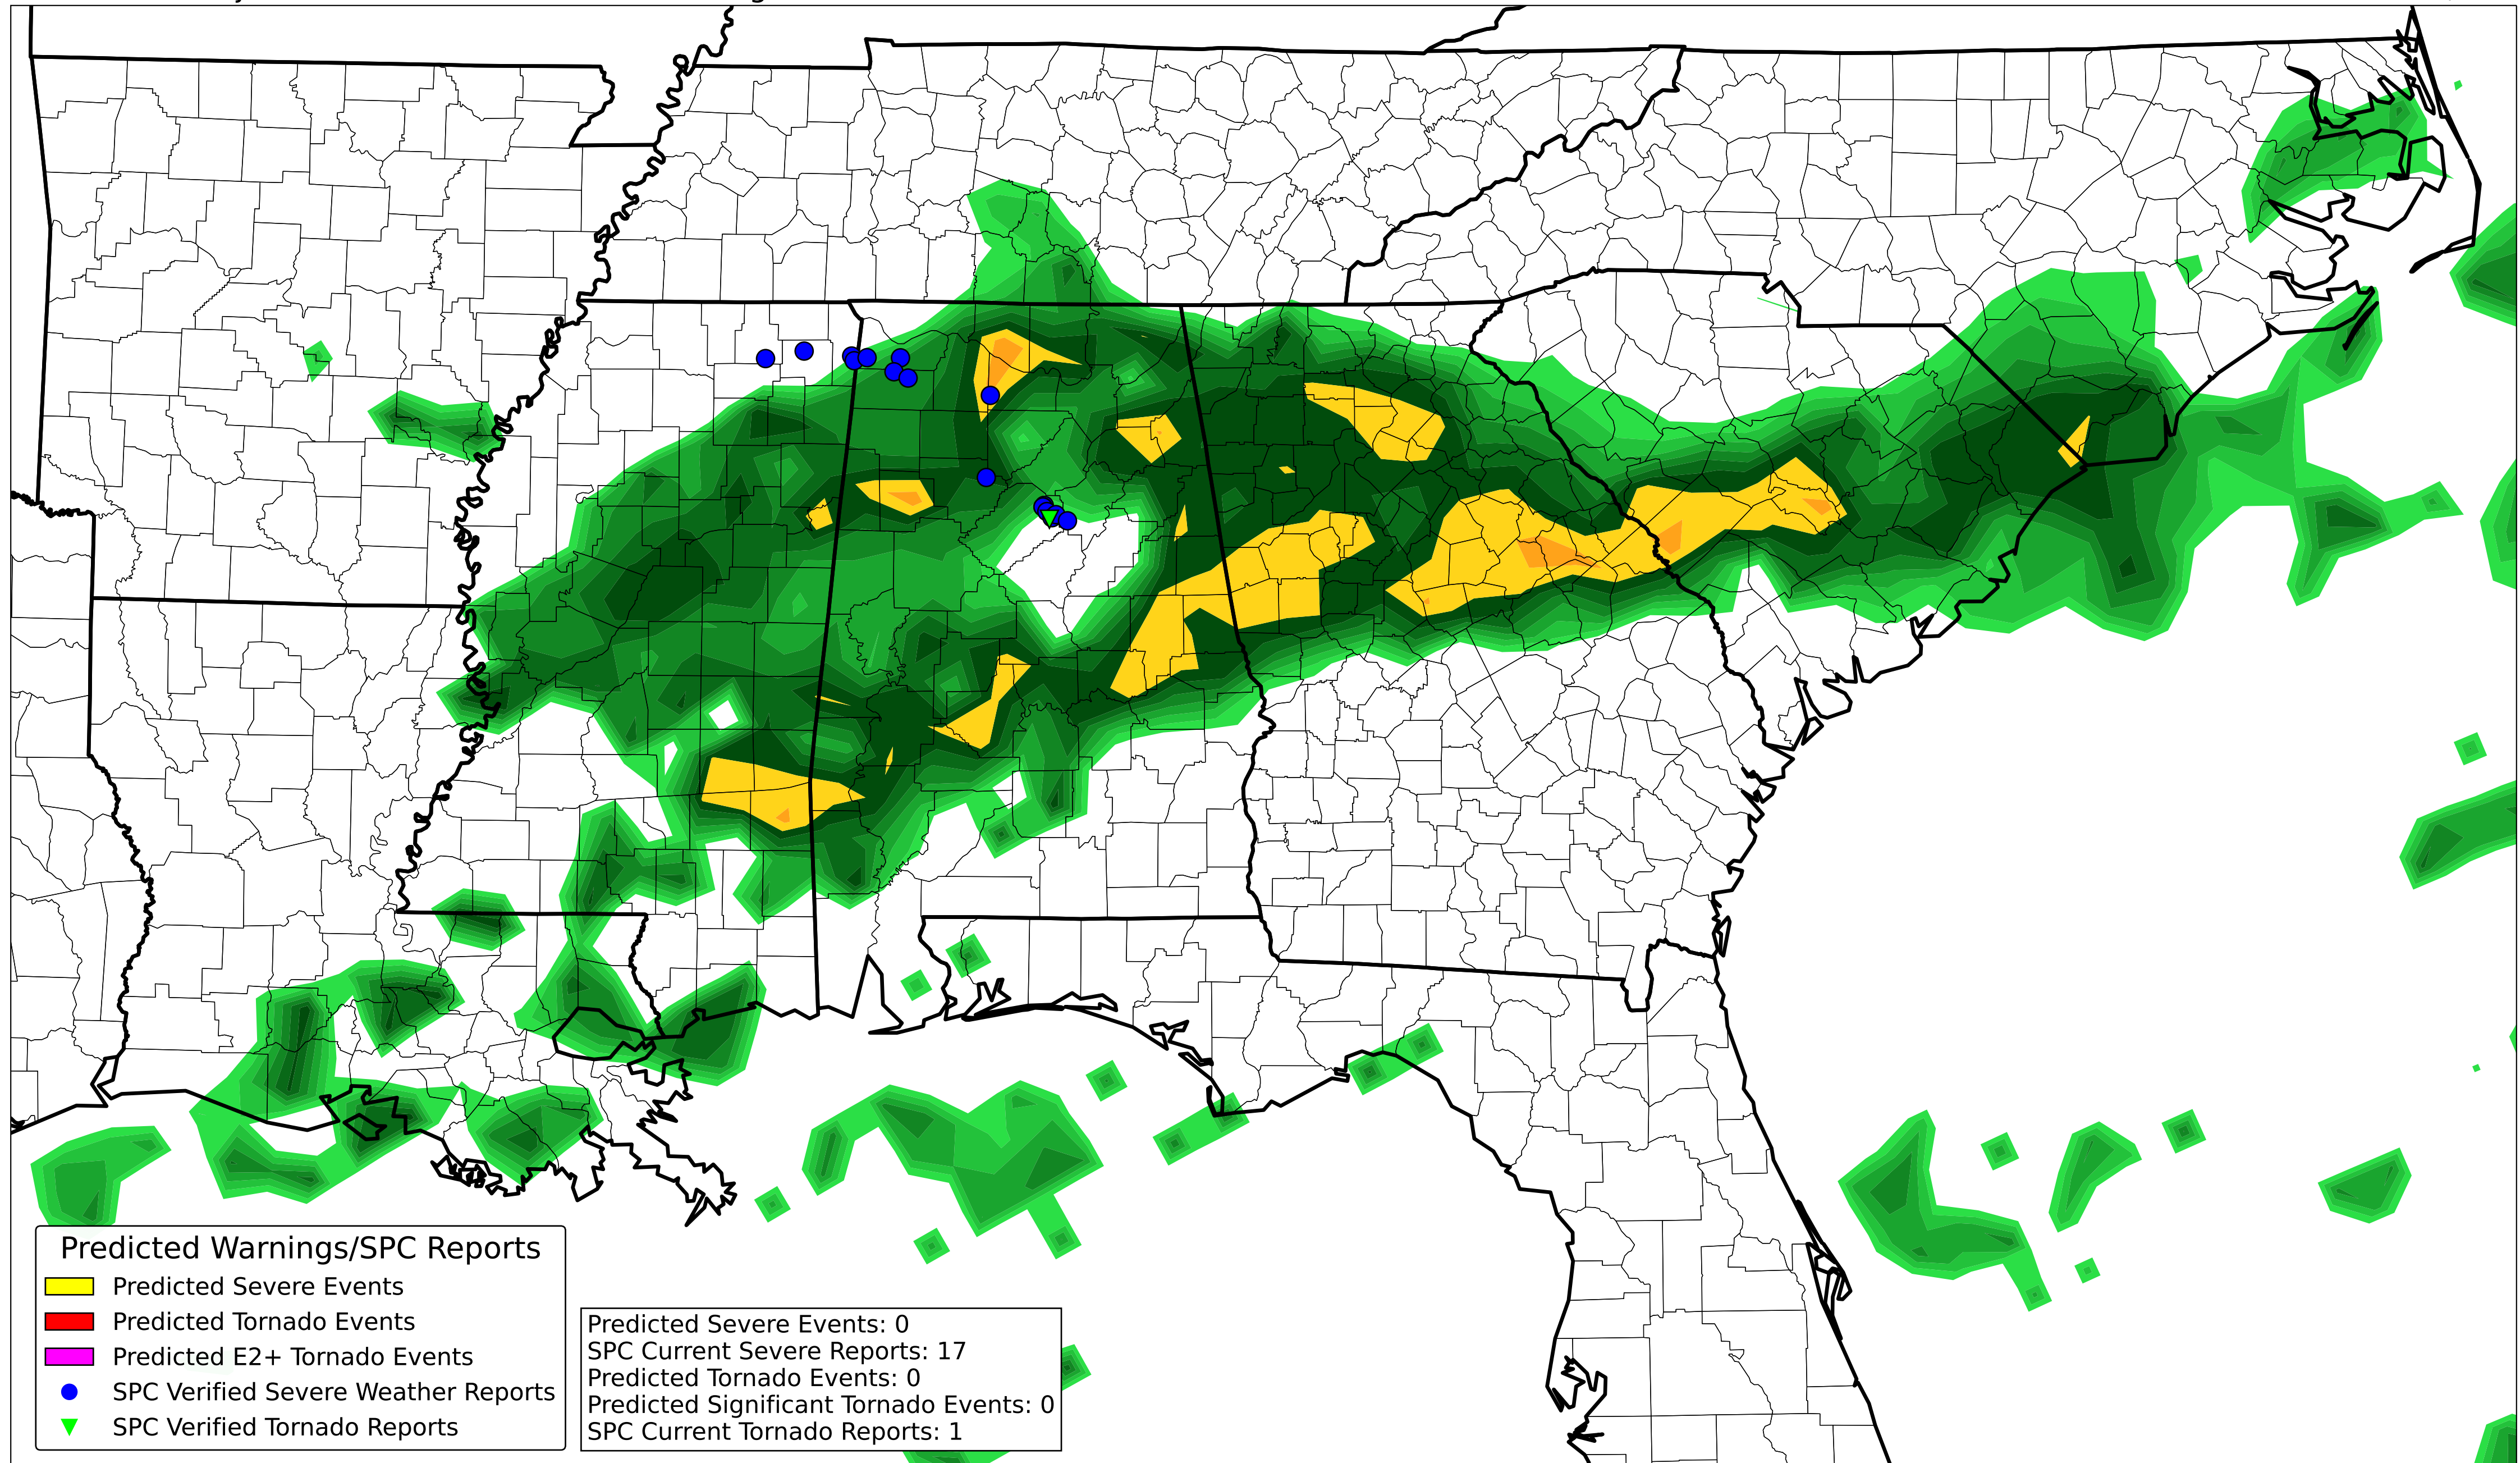 Predicted Warnings/SPC Reports
Predicted Severe Events
Predicted Tornado Events
Predicted E2+ Tornado Events
SPC Verified Severe Weather Reports
SPC Verified Tornado Reports
Predicted Severe Events: 0
SPC Current Severe Reports: 17
Predicted Tornado Events: 0
Predicted Significant Tornado Events: 0
SPC Current Tornado Reports: 1